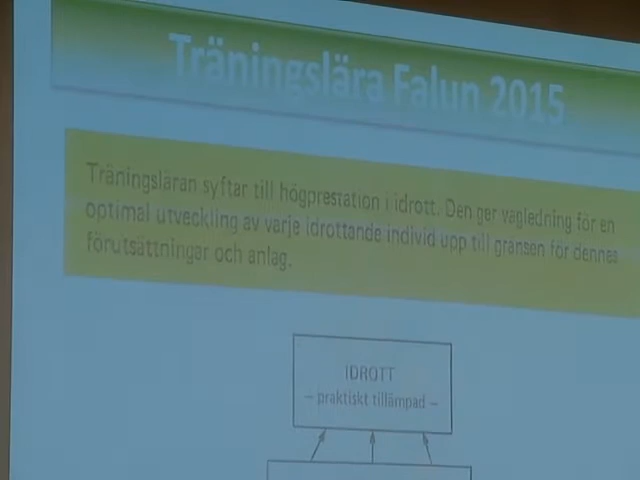 Träningslära Falun 2015
Träningsläran syftar till högprestation i idrott. Den ger vägledning för en
optimal utveckling av varje idrottande individ upp till gränsen för dennes
förutsättningar och anlag.
IDROTT
– praktiskt tillämpad –